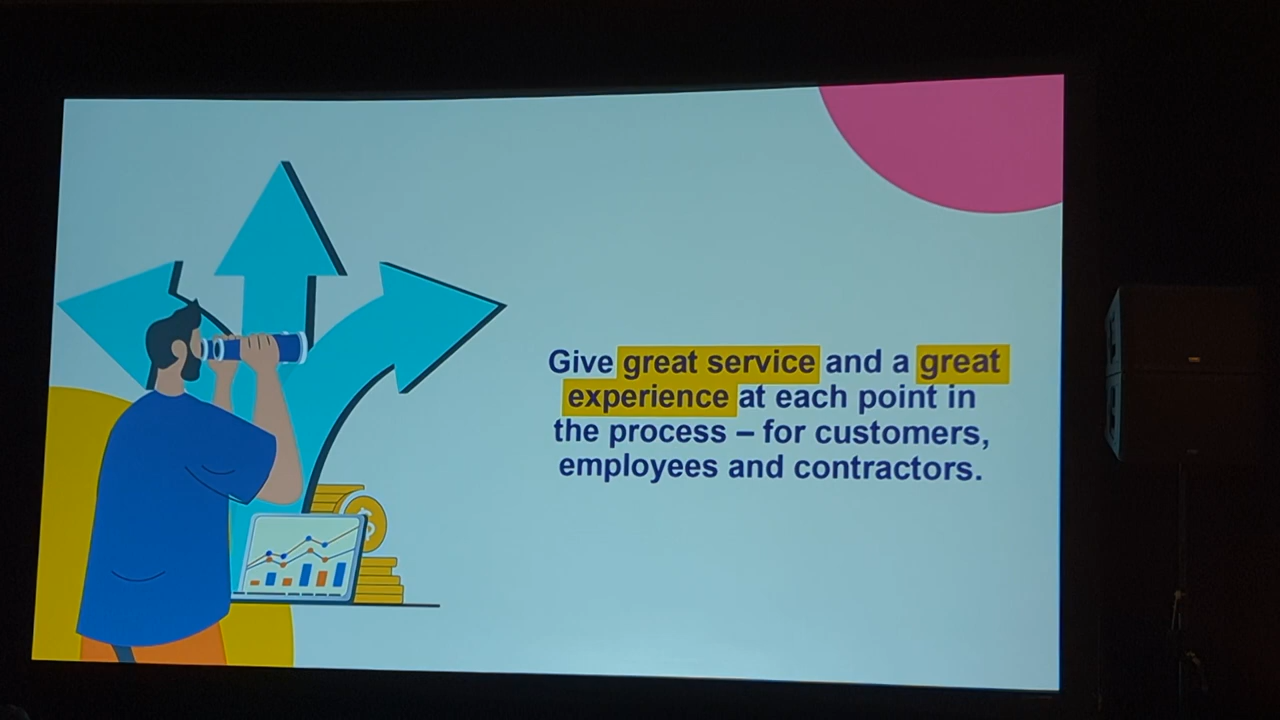 Give great service and a great
experience at each point in
the process – for customers,
employees and contractors.